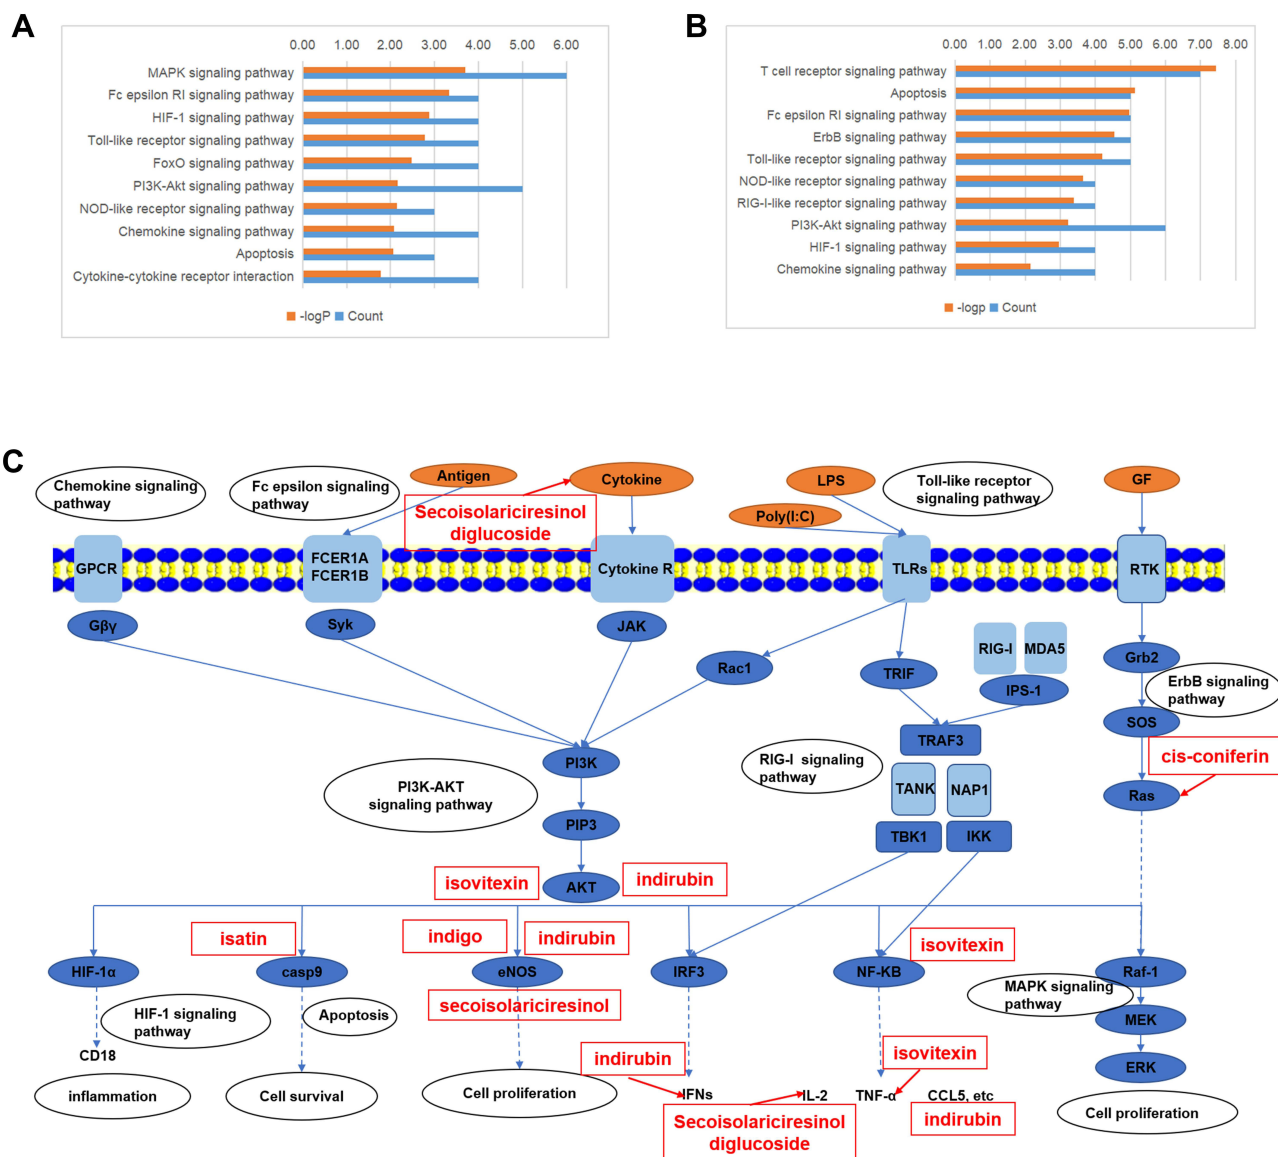 A
0.00 1.00 2.00 3.00 4.00 5.00 6.00
MAPK signaling pathway
Fc epsilon RI signaling pathway
HIF-1 signaling pathway
Toll-like receptor signaling pathway
FoxO signaling pathway
PI3K-Akt signaling pathway
NOD-like receptor signaling pathway
Chemokine signaling pathway
Apoptosis
Cytokine-cytokine receptor interaction
-logP Count
B
0.00 1.00 2.00 3.00 4.00 5.00 6.00 7.00 8.00
T cell receptor signaling pathway
Apoptosis
Fc epsilon RI signaling pathway
ErbB signaling pathway
Toll-like receptor signaling pathway
NOD-like receptor signaling pathway
RIG-I-like receptor signaling pathway
PI3K-Akt signaling pathway
HIF-1 signaling pathway
Chemokine signaling pathway
-logp Count
C
Chemokine signaling
pathway
Fc epsilon signaling
pathway
Antigen
Cytokine
Secoisolariciresinol
diglucoside
LPS
Poly(I:C)
Toll-like receptor
signaling pathway
GF
GPCR
FCER1A
FCER1B
Cytokine R
TLRs
RTK
Gβγ
Syk
JAK
Rac1
TRIF
RIG-I
MDA5
IPS-1
Grb2
ErbB signaling
pathway
SOS
TRAF3
cis-coniferin
PI3K
RIG-I signaling
pathway
PI3K-AKT
signaling pathway
TANK
NAP1
Ras
PIP3
TBK1
IKK
isovitexin
AKT
indirubin
isatin
indigo
indirubin
isovitexin
HIF-1α
casp9
eNOS
IRF3
NF-KB
Raf-1
MAPK signaling
pathway
secoisolariciresinol
HIF-1 signaling
pathway
Apoptosis
MEK
CD18
indirubin
isovitexin
ERK
inflammation
Cell survival
Cell proliferation
IFNs
IL-2
TNF-α
CCL5, etc
Cell proliferation
Secoisolariciresinol
diglucoside
indirubin